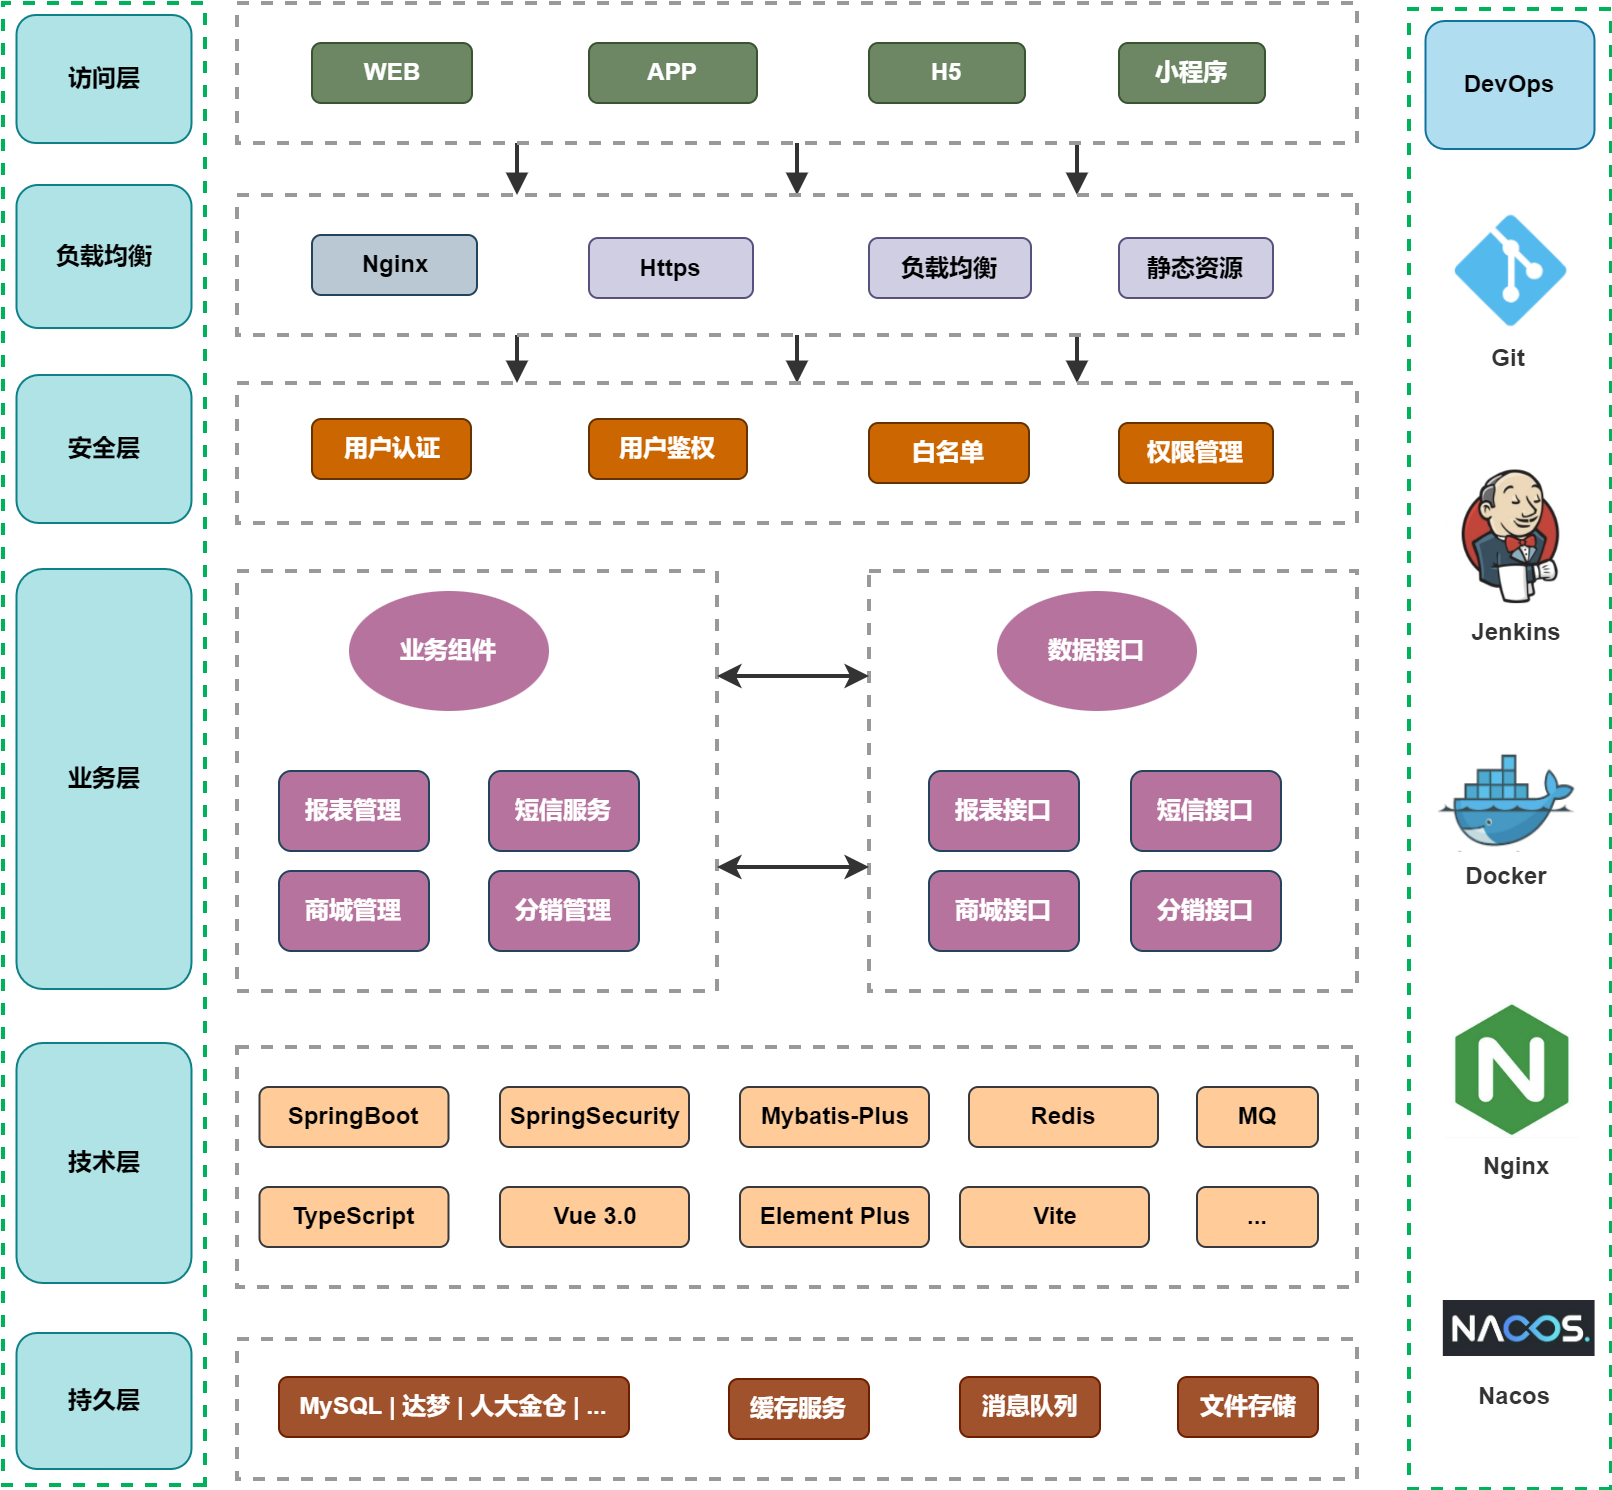 访问层
WEB
APP
H5
小程序
负载均衡
Nginx
Https
负载均衡
静态资源
安全层
用户认证
用户鉴权
白名单
权限管理
业务层
业务组件
数据接口
报表管理
短信服务
商城管理
分销管理
报表接口
短信接口
商城接口
分销接口
技术层
SpringBoot
SpringSecurity
Mybatis-Plus
Redis
MQ
TypeScript
Vue 3.0
Element Plus
Vite
...
持久层
MySQL | 达梦 | 人大金仓 | ...
缓存服务
消息队列
文件存储
DevOps
Git
Jenkins
Docker
N
Nginx
NACOS.
Nacos